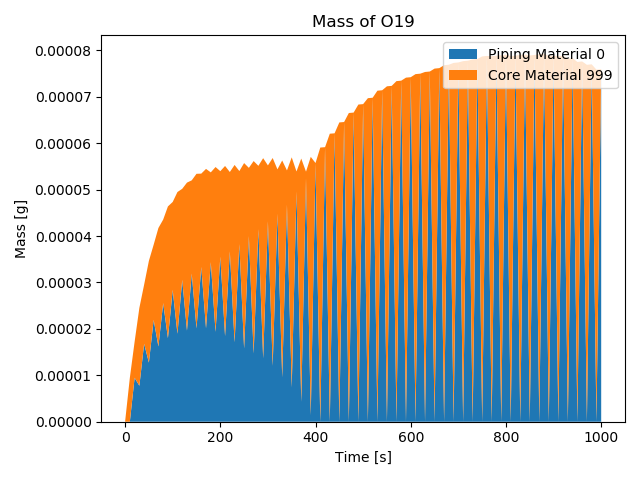 Mass of O19
Piping Material 0
Core Material 999
Mass [g]
0.00008
0.00007
0.00006
0.00005
0.00004
0.00003
0.00002
0.00001
0.00000
0 200 400 600 800 1000
Time [s]